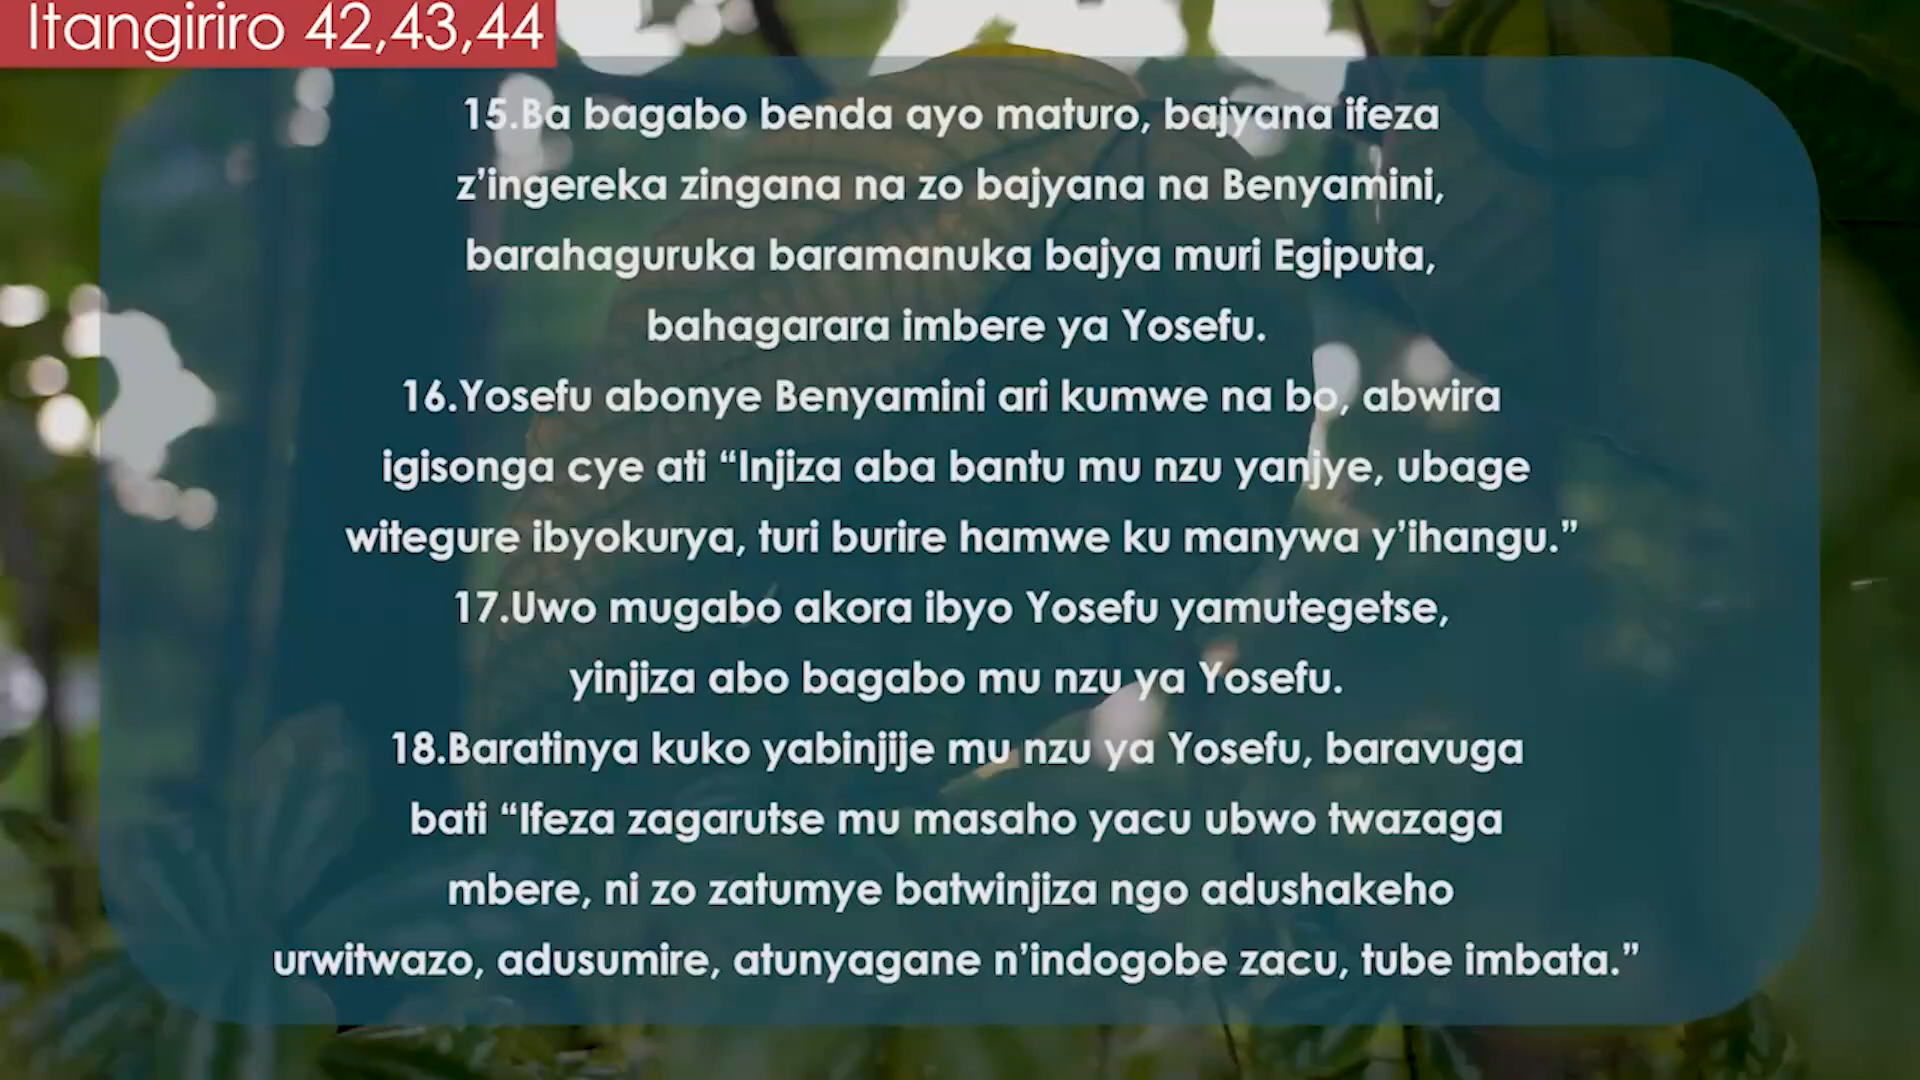 Itangiriro 42,43,44
15.Ba bagabo benda ayo maturo, bajyana ifeza
z’ingereka zingana na zo bajyana na Benyamini,
barahaguruka baramanuka bajya muri Egiputa,
bahagarara imbere ya Yosefu.
16.Yosefu abonye Benyamini ari kumwe na bo, abwira
igisonga cye ati “Injiza aba bantu mu nzu yanjye, ubage
witegure ibyokurya, turi burire hamwe ku manywa y’ihangu.”
17.Uwo mugabo akora ibyo Yosefu yamutegetse,
yinjiza abo bagabo mu nzu ya Yosefu.
18.Baratinya kuko yabinjije mu nzu ya Yosefu, baravuga
bati “Ifeza zagarutse mu masaho yacu ubwo twazaga
mbere, ni zo zatumye batwinjiza ngo adushakeho
urwitwazo, adusumire, atunyagane n’indogobe zacu, tube imbata.”